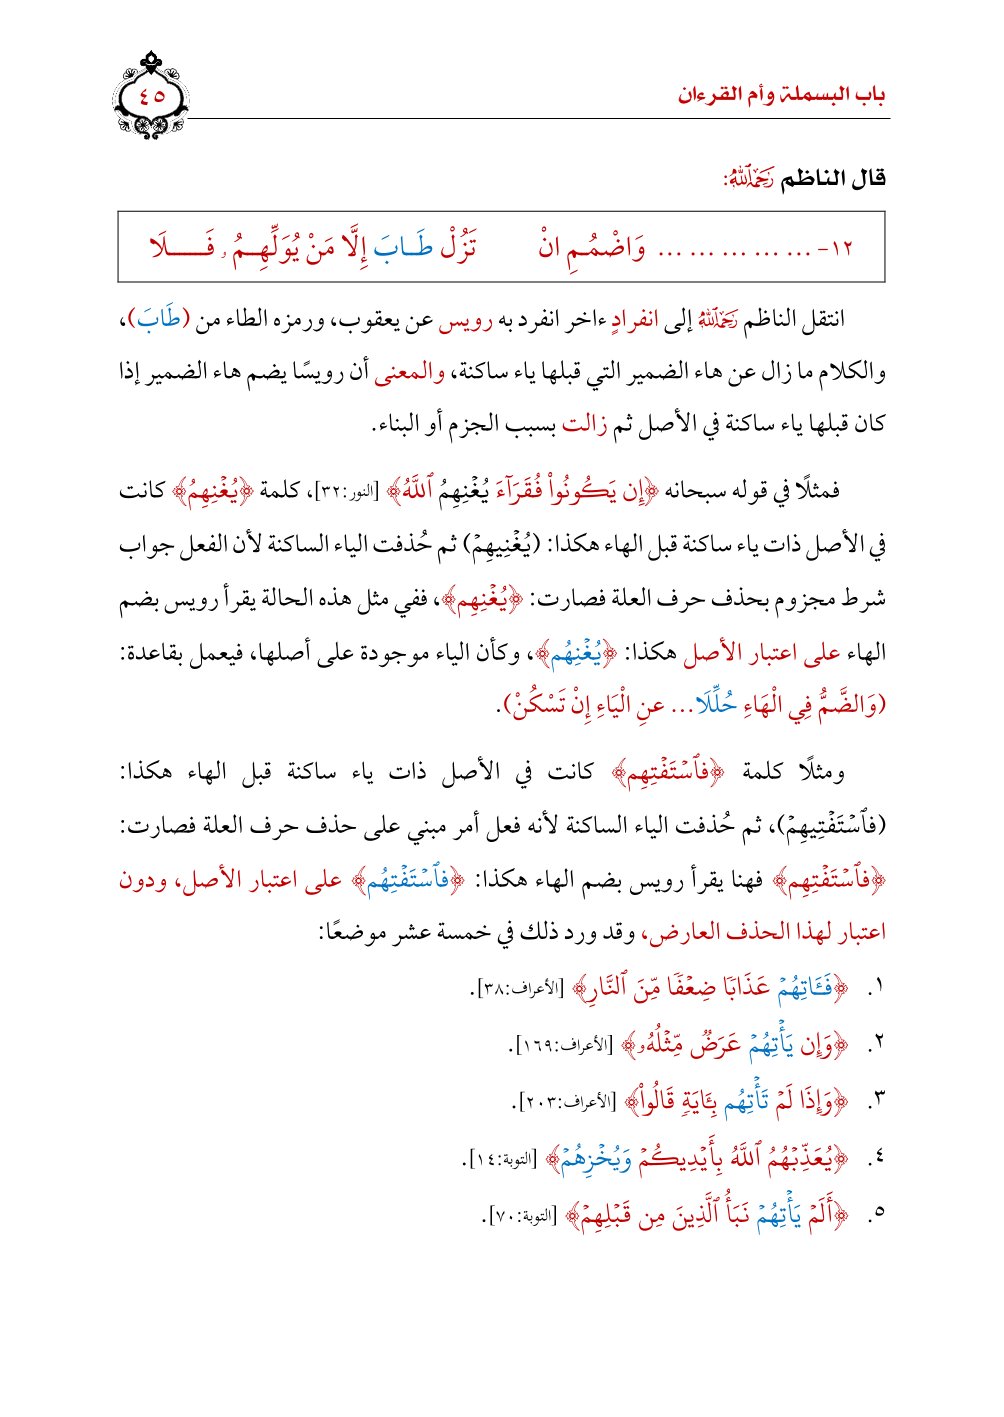 باب البسملة وأم القرءان
٤٥
قال الناظم رَحِمَهُ ٱللَّهُ:
١٢- ... ... ... ... ... وَاضْمُـمِ انْ تَزُلْ طَـابَ إِلَّا مَنْ يُوَلِّهِـمُ ۥ فَـــلَا
انتقل الناظم رَحِمَهُ ٱللَّهُ إلى انفرادٍ ءاخر انفرد به رويس عن يعقوب، ورمزه الطاء من (طَابَ)،
والكلام ما زال عن هاء الضمير التي قبلها ياء ساكنة، والمعنى أن رويسًا يضم هاء الضمير إذا
كان قبلها ياء ساكنة في الأصل ثم زالت بسبب الجزم أو البناء.
فمثلًا في قوله سبحانه ﴿إِن يَكُونُواْ فُقَرَآءَ يُغْنِهِمُ ٱللَّهُ﴾ [النور:٣٢]، كلمة ﴿يُغْنِهِمُ﴾ كانت
في الأصل ذات ياء ساكنة قبل الهاء هكذا: (يُغْنِيهِمْ) ثم حُذفت الياء الساكنة لأن الفعل جواب
شرط مجزوم بحذف حرف العلة فصارت: ﴿يُغْنِهِم﴾، ففي مثل هذه الحالة يقرأ رويس بضم
الهاء على اعتبار الأصل هكذا: ﴿يُغْنِهُم﴾، وكأن الياء موجودة على أصلها، فيعمل بقاعدة:
(وَالضَّمُّ فِي الْهَاءِ حُلِّلَا... عنِ الْيَاءِ إِنْ تَسْكُنْ).
ومثلًا كلمة ﴿فَٱسْتَفْتِهِم﴾ كانت في الأصل ذات ياء ساكنة قبل الهاء هكذا:
(فٱسْتَفْتِيهِمْ)، ثم حُذفت الياء الساكنة لأنه فعل أمر مبني على حذف حرف العلة فصارت:
﴿فٱسْتَفْتِهِم﴾ فهنا يقرأ رويس بضم الهاء هكذا: ﴿فٱسْتَفْتِهُم﴾ على اعتبار الأصل، ودون
اعتبار لهذا الحذف العارض، وقد ورد ذلك في خمسة عشر موضعًا:
١. ﴿فَـَٔاتِهُمْ عَذَابًا ضِعْفًا مِّنَ ٱلنَّارِ﴾ [الأعراف:٣٨].
٢. ﴿وَإِن يَأْتِهُمْ عَرَضٌ مِّثْلُهُۥ﴾ [الأعراف:١٦٩].
٣. ﴿وَإِذَا لَمْ تَأْتِهُم بِـَٔايَةٍ قَالُواْ﴾ [الأعراف:٢٠٣].
٤. ﴿يُعَذِّبْهُمُ ٱللَّهُ بِأَيْدِيكُمْ وَيُخْزِهُمْ﴾ [التوبة:١٤].
٥. ﴿أَلَمْ يَأْتِهُمْ نَبَأُ ٱلَّذِينَ مِن قَبْلِهِمْ﴾ [التوبة:٧٠].